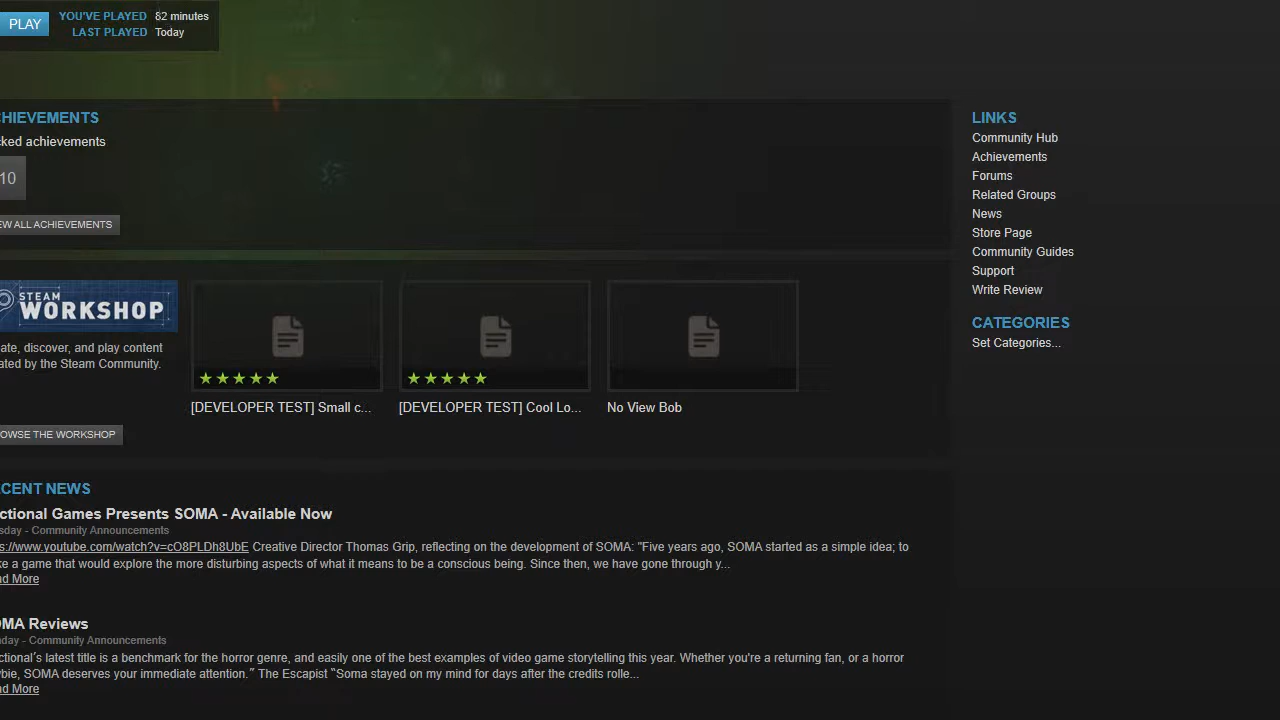 PLAY YOU'VE PLAYED 82 minutes
LAST PLAYED Today
HIEVEMENTS
cked achievements
10
EW ALL ACHIEVEMENTS
STEAM
WORKSHOP
ate, discover, and play content
ated by the Steam Community.
OWSE THE WORKSHOP
[DEVELOPER TEST] Small c...
[DEVELOPER TEST] Cool Lo...
No View Bob
CENT NEWS
ctional Games Presents SOMA - Available Now
sday - Community Announcements
s://www.youtube.com/watch?v=cO8PLDh8UbE Creative Director Thomas Grip, reflecting on the development of SOMA: "Five years ago, SOMA started as a simple idea; to
ke a game that would explore the more disturbing aspects of what it means to be a conscious being. Since then, we have gone through y...
ad More
OMA Reviews
day - Community Announcements
ctional´s latest title is a benchmark for the horror genre, and easily one of the best examples of video game storytelling this year. Whether you're a returning fan, or a horror
wbie, SOMA deserves your immediate attention.” The Escapist “Soma stayed on my mind for days after the credits rolle...
ad More
LINKS
Community Hub
Achievements
Forums
Related Groups
News
Store Page
Community Guides
Support
Write Review
CATEGORIES
Set Categories...